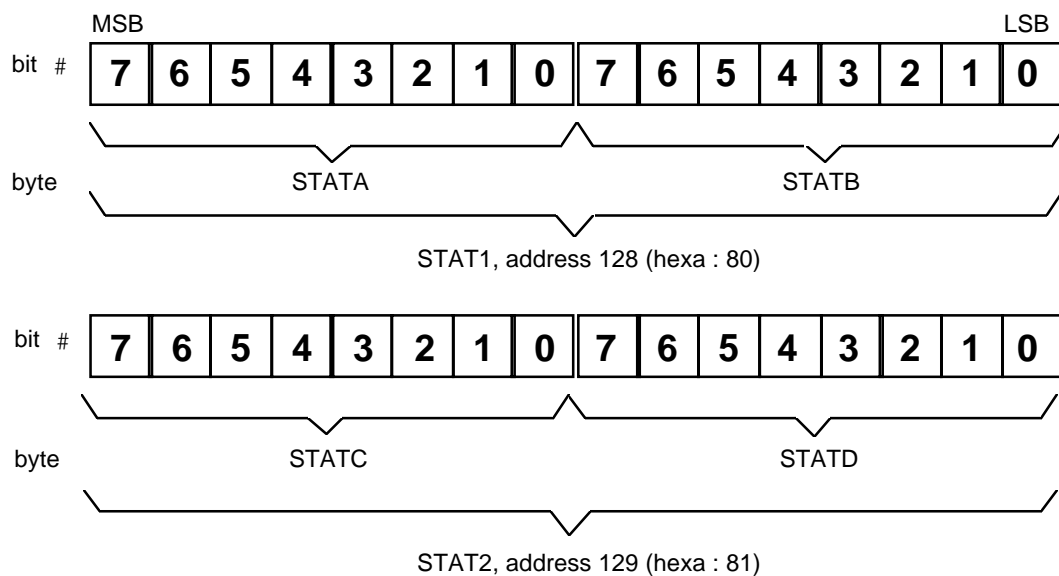 MSB LSB
bit # 7 6 5 4 3 2 1 0 7 6 5 4 3 2 1 0
byte STATA STATB
STAT1, address 128 (hexa : 80)
bit # 7 6 5 4 3 2 1 0 7 6 5 4 3 2 1 0
byte STATC STATD
STAT2, address 129 (hexa : 81)